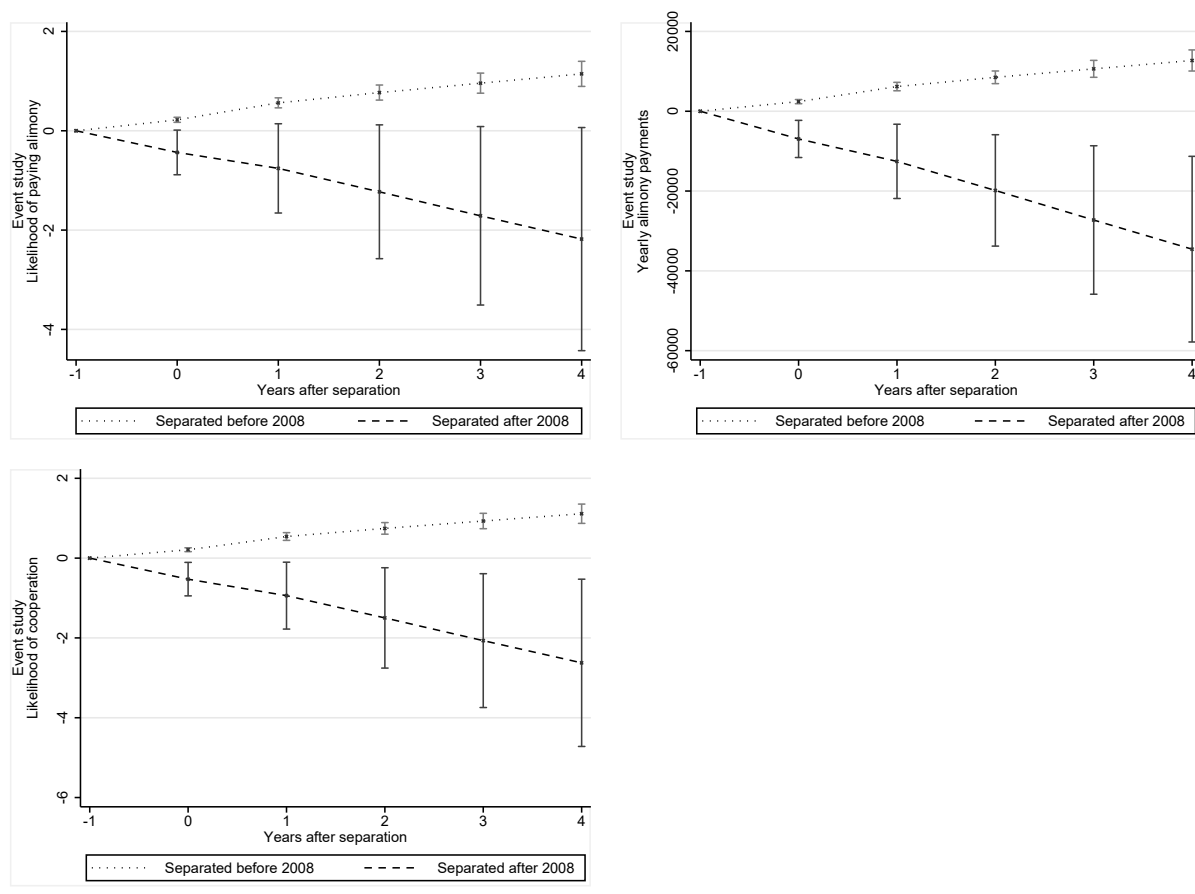 Event study
Likelihood of paying alimony
2
0
-2
-4
-1 0 1 2 3 4
Years after separation
Separated before 2008 Separated after 2008
Event study
Yearly alimony payments
20000
0
-20000
-40000
-60000
-1 0 1 2 3 4
Years after separation
Separated before 2008 Separated after 2008
Event study
Likelihood of cooperation
2
0
-2
-4
-6
-1 0 1 2 3 4
Years after separation
Separated before 2008 Separated after 2008